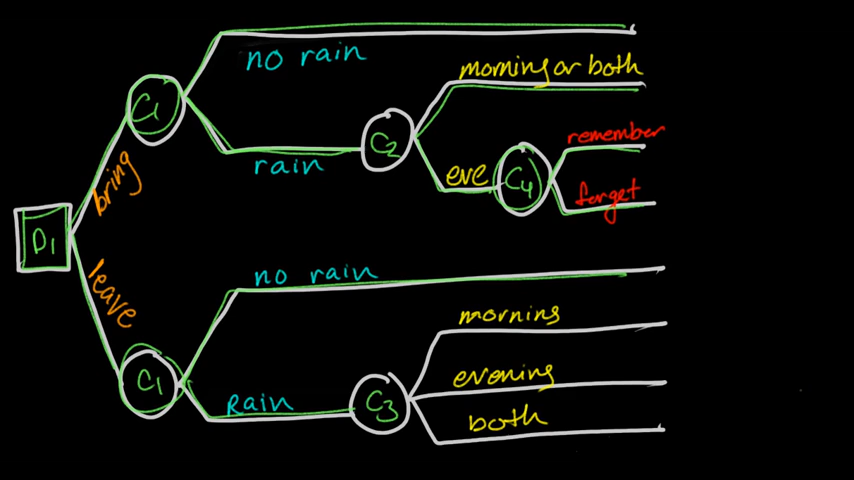 no rain
morning or both
C1
C2
remember
rain
eve
C4
bring
forget
D1
no rain
leave
morning
evening
C1
Rain
C3
both